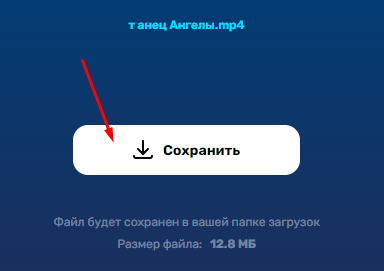 т анец Ангелы.mp4
Сохранить
Файл будет сохранен в вашей папке загрузок
Размер файла: 12.8 МБ